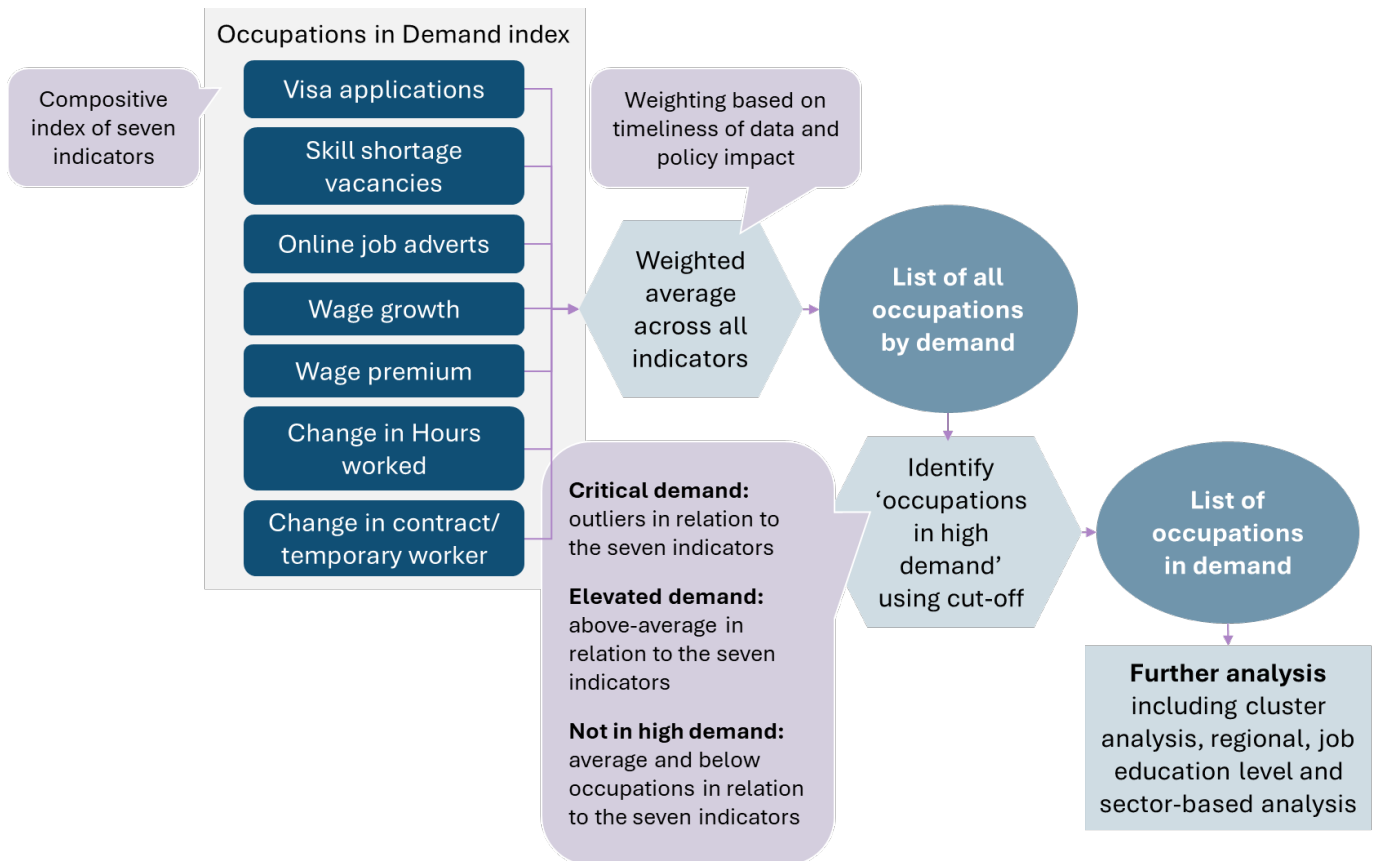 Occupations in Demand index
Compositive
index of seven
indicators
Visa applications
Skill shortage
vacancies
Online job adverts
Wage growth
Wage premium
Change in Hours
worked
Change in contract/
temporary worker
Weighting based on
timeliness of data and
policy impact
Weighted
average
across all
indicators
List of all
occupations
by demand
Critical demand:
outliers in relation to
the seven indicators
Elevated demand:
above-average in
relation to the seven
indicators
Not in high demand:
average and below
occupations in relation
to the seven indicators
Identify
‘occupations
in high
demand’
using cut-off
List of
occupations
in demand
Further analysis
including cluster
analysis, regional, job
education level and
sector-based analysis